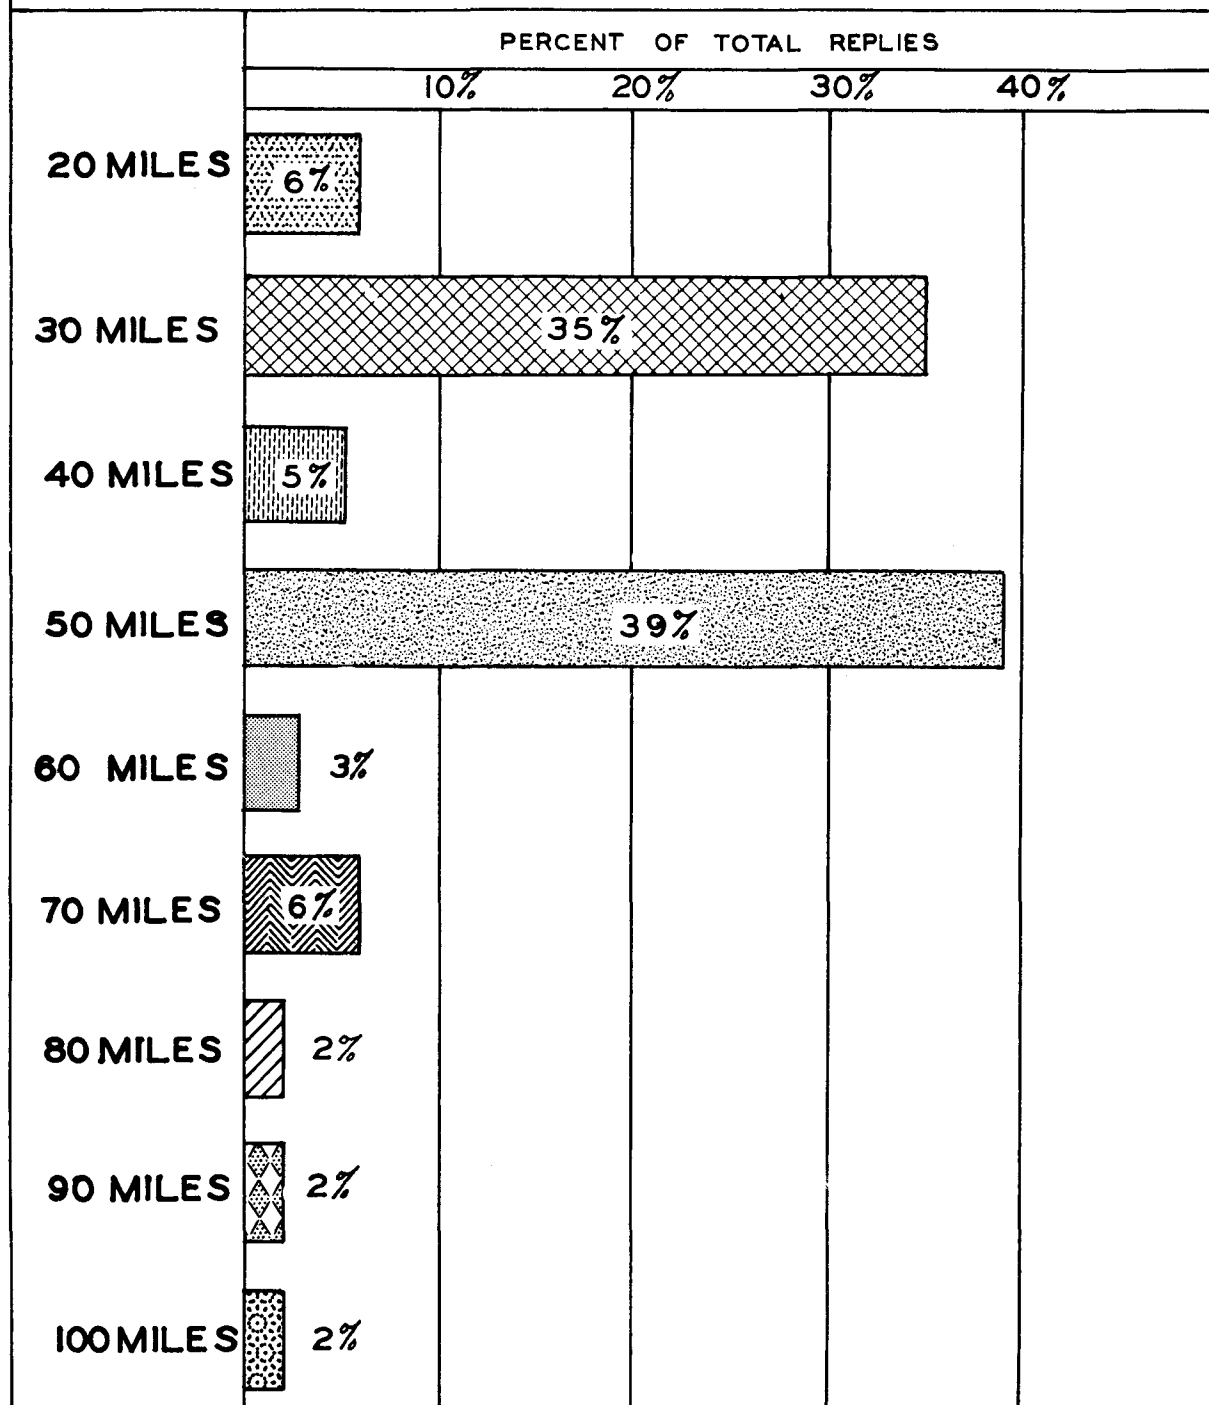 PERCENT OF TOTAL REPLIES
10% 20% 30% 40%
20 MILES 6%
30 MILES 35%
40 MILES 5%
50 MILES 39%
60 MILES 3%
70 MILES 6%
80 MILES 2%
90 MILES 2%
100 MILES 2%